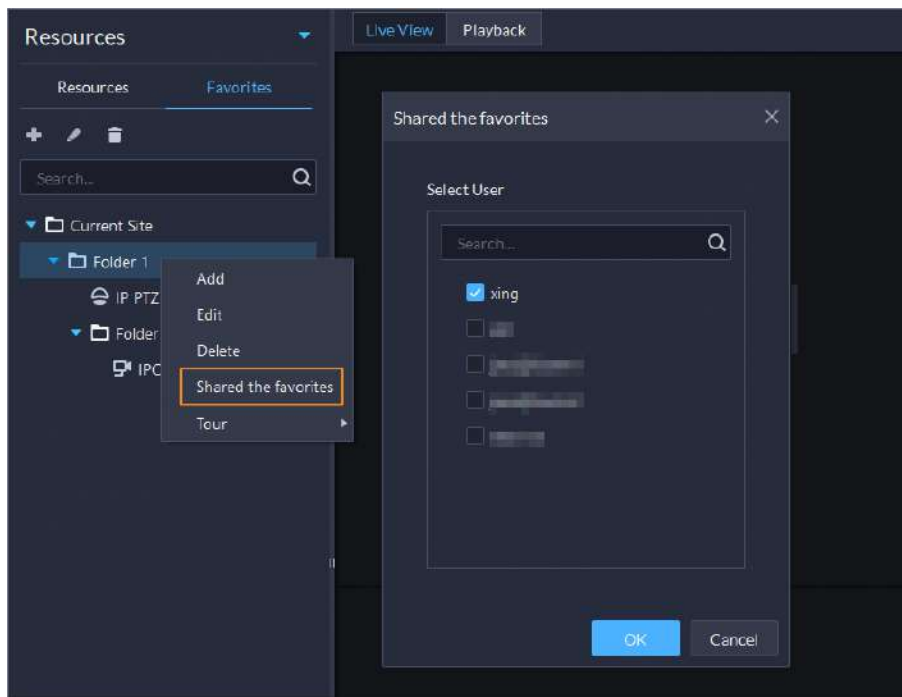 Resources
Resources Favorites
Search...
Current Site
Folder 1
IP PTZ
Folder
IPC
Add
Edit
Delete
Shared the favorites
Tour
Live View Playback
Shared the favorites
Select User
Search...
xing
OK Cancel